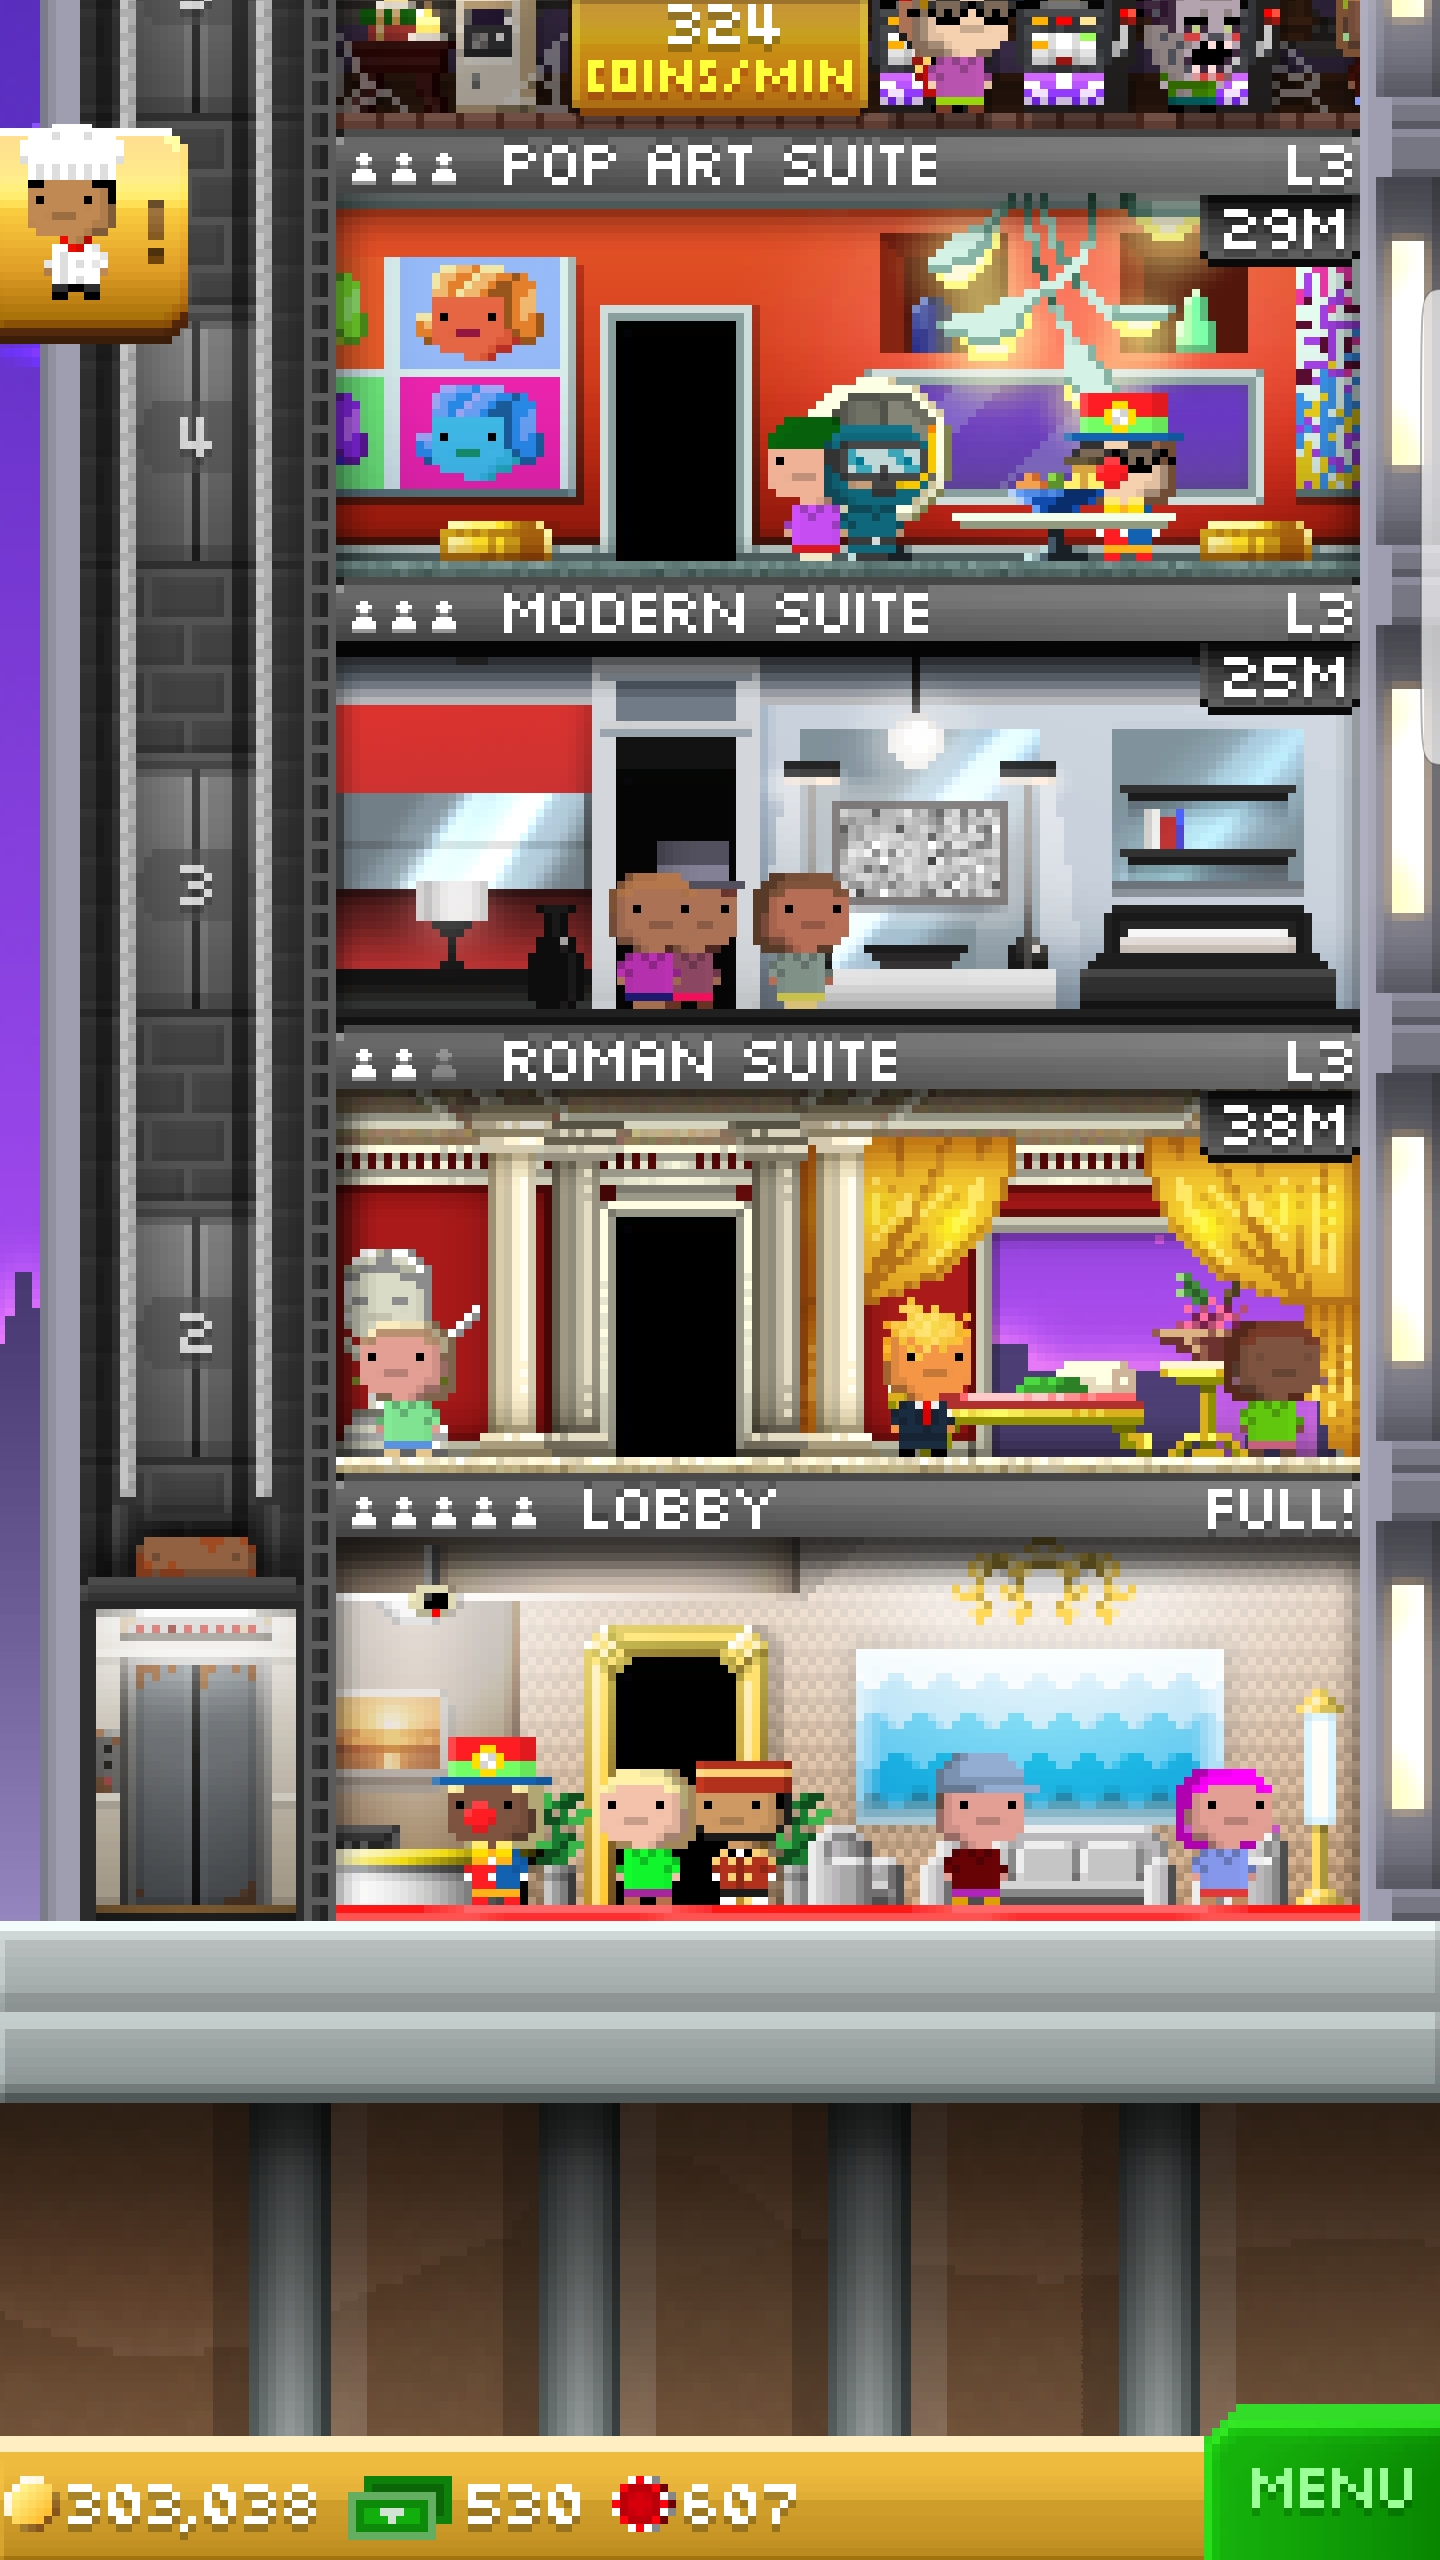 324
COINS/MIN
POP ART SUITE L3
29M
!
4
MODERN SUITE L3
25M
3
ROMAN SUITE L3
38M
2
LOBBY FULL!
303,038 530 607 MENU